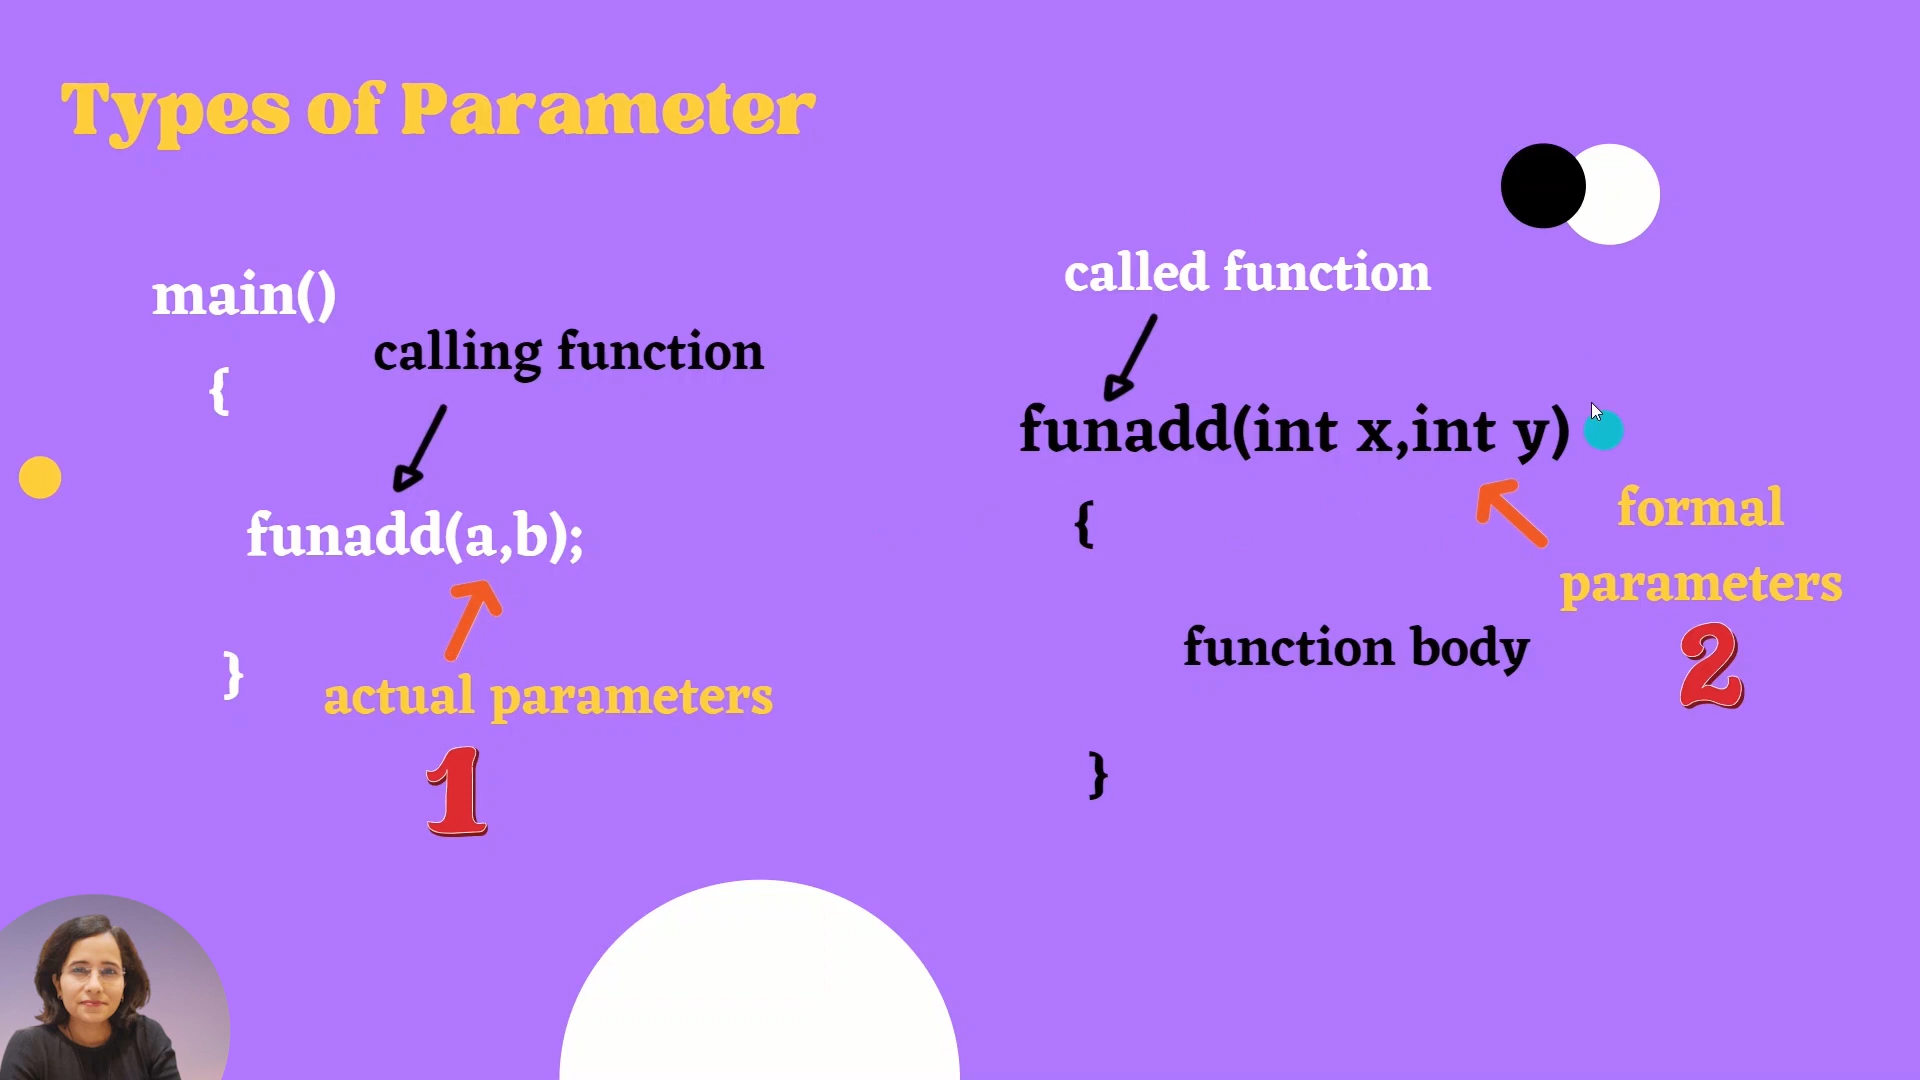 Types of Parameter
main()
calling function
{
funadd(a,b);
}
actual parameters
1
called function
funadd(int x,int y)
{
formal
parameters
2
function body
}